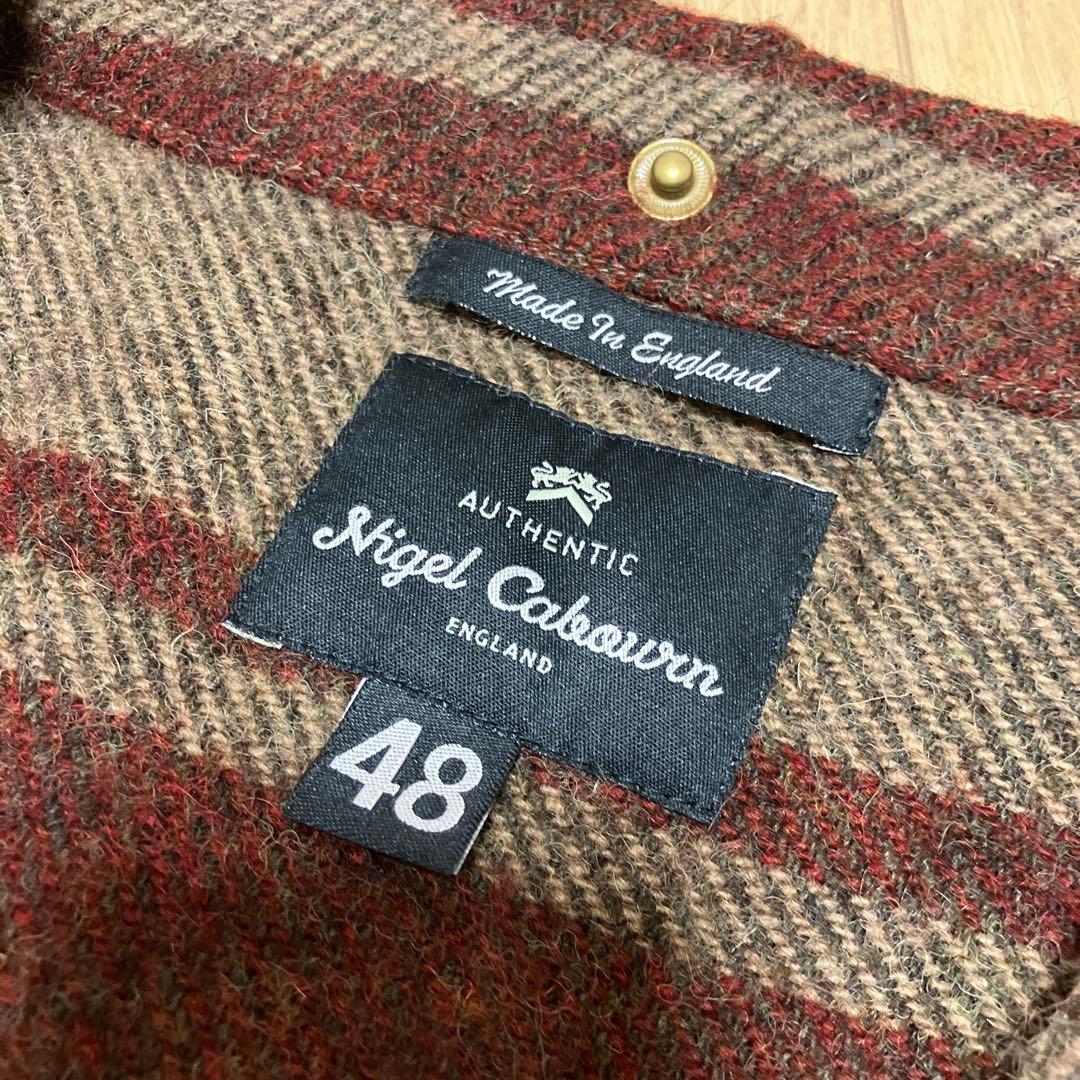 Made In England
AUTHENTIC
Nigel Cabourn
ENGLAND
48